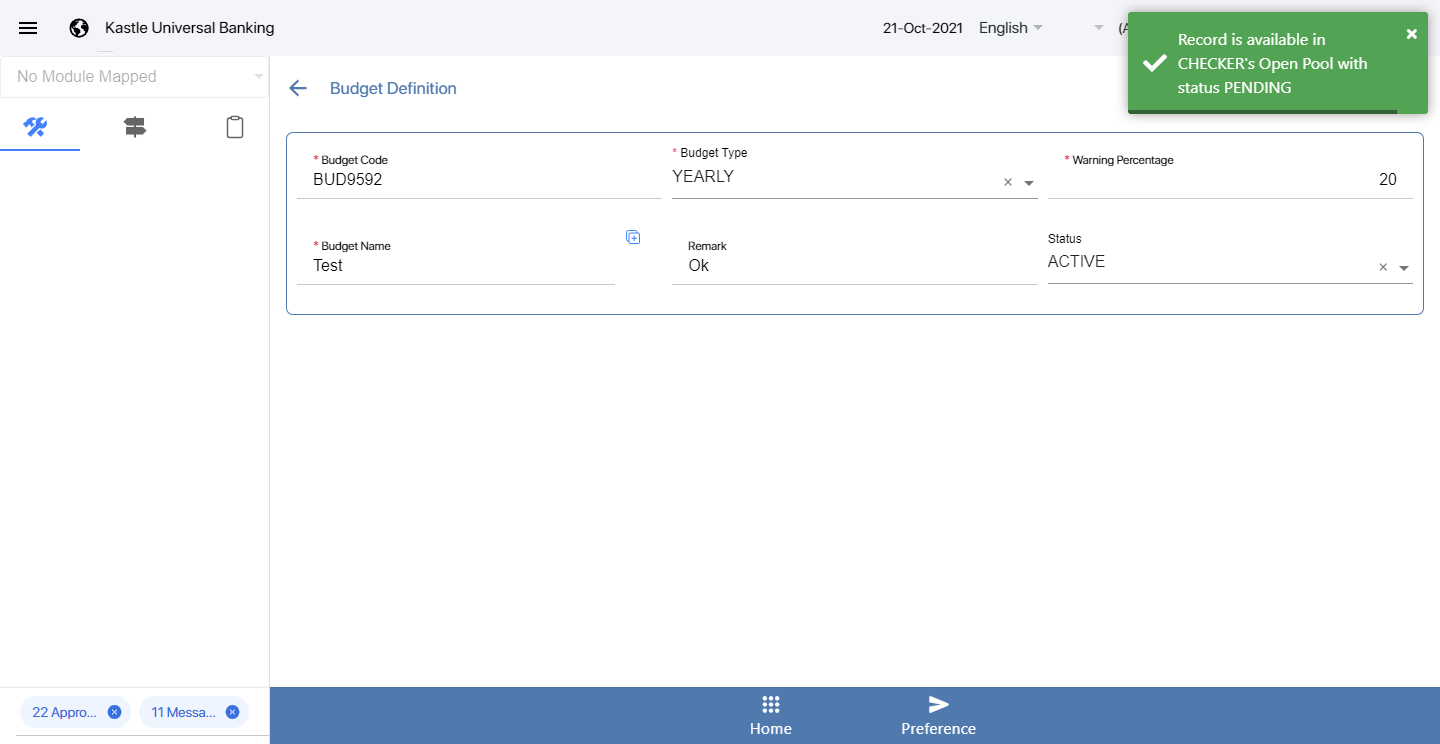 Kastle Universal Banking
21-Oct-2021
English
(A
Record is available in
CHECKER's Open Pool with
status PENDING
No Module Mapped
Budget Definition
* Budget Code
BUD9592
* Budget Type
YEARLY
* Warning Percentage
20
* Budget Name
Test
Remark
Ok
Status
ACTIVE
22 Appro...
11 Messa...
Home
Preference